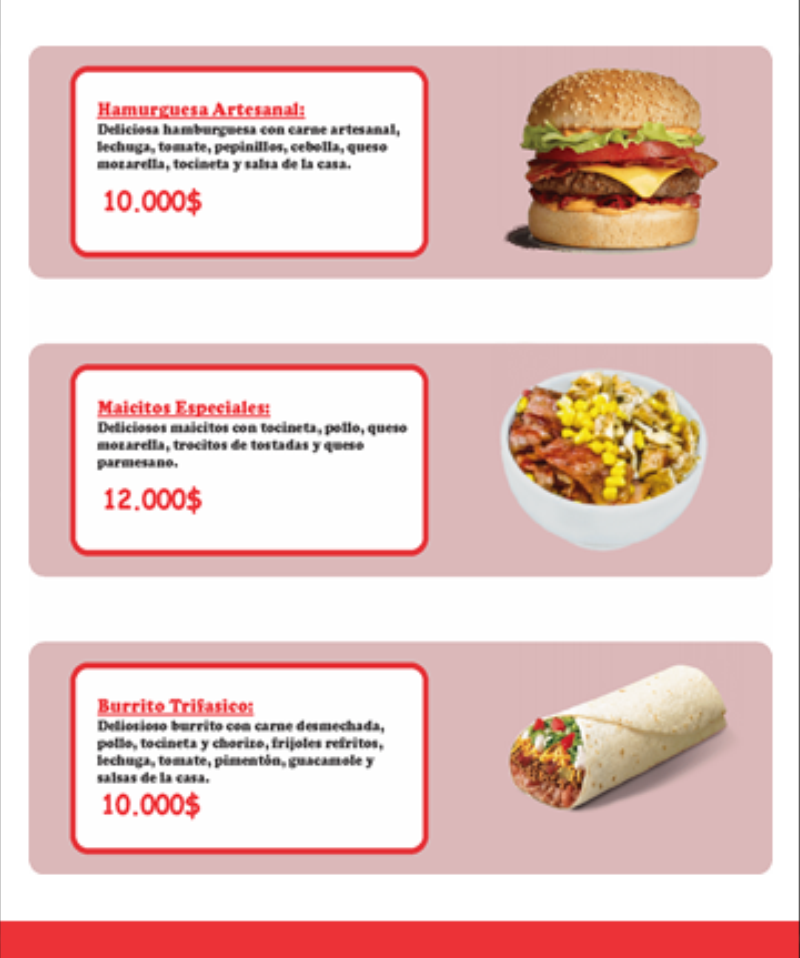 Hamurguesa Artesanal:
Deliciosa hamburguesa con carne artesanal,
lechuga, tomate, pepinillos, cebolla, queso
mozarella, tocineta y salsa de la casa.
10.000$
Maicitos Especiales:
Deliciosos maicitos con tocineta, pollo, queso
mozarella, trocitos de tostadas y queso
parmesano.
12.000$
Burrito Trifasico:
Deliosioso burrito con carne desmechada,
pollo, tocineta y chorizo, frijoles refritos,
lechuga, tomate, pimentón, guacamole y
salsas de la casa.
10.000$